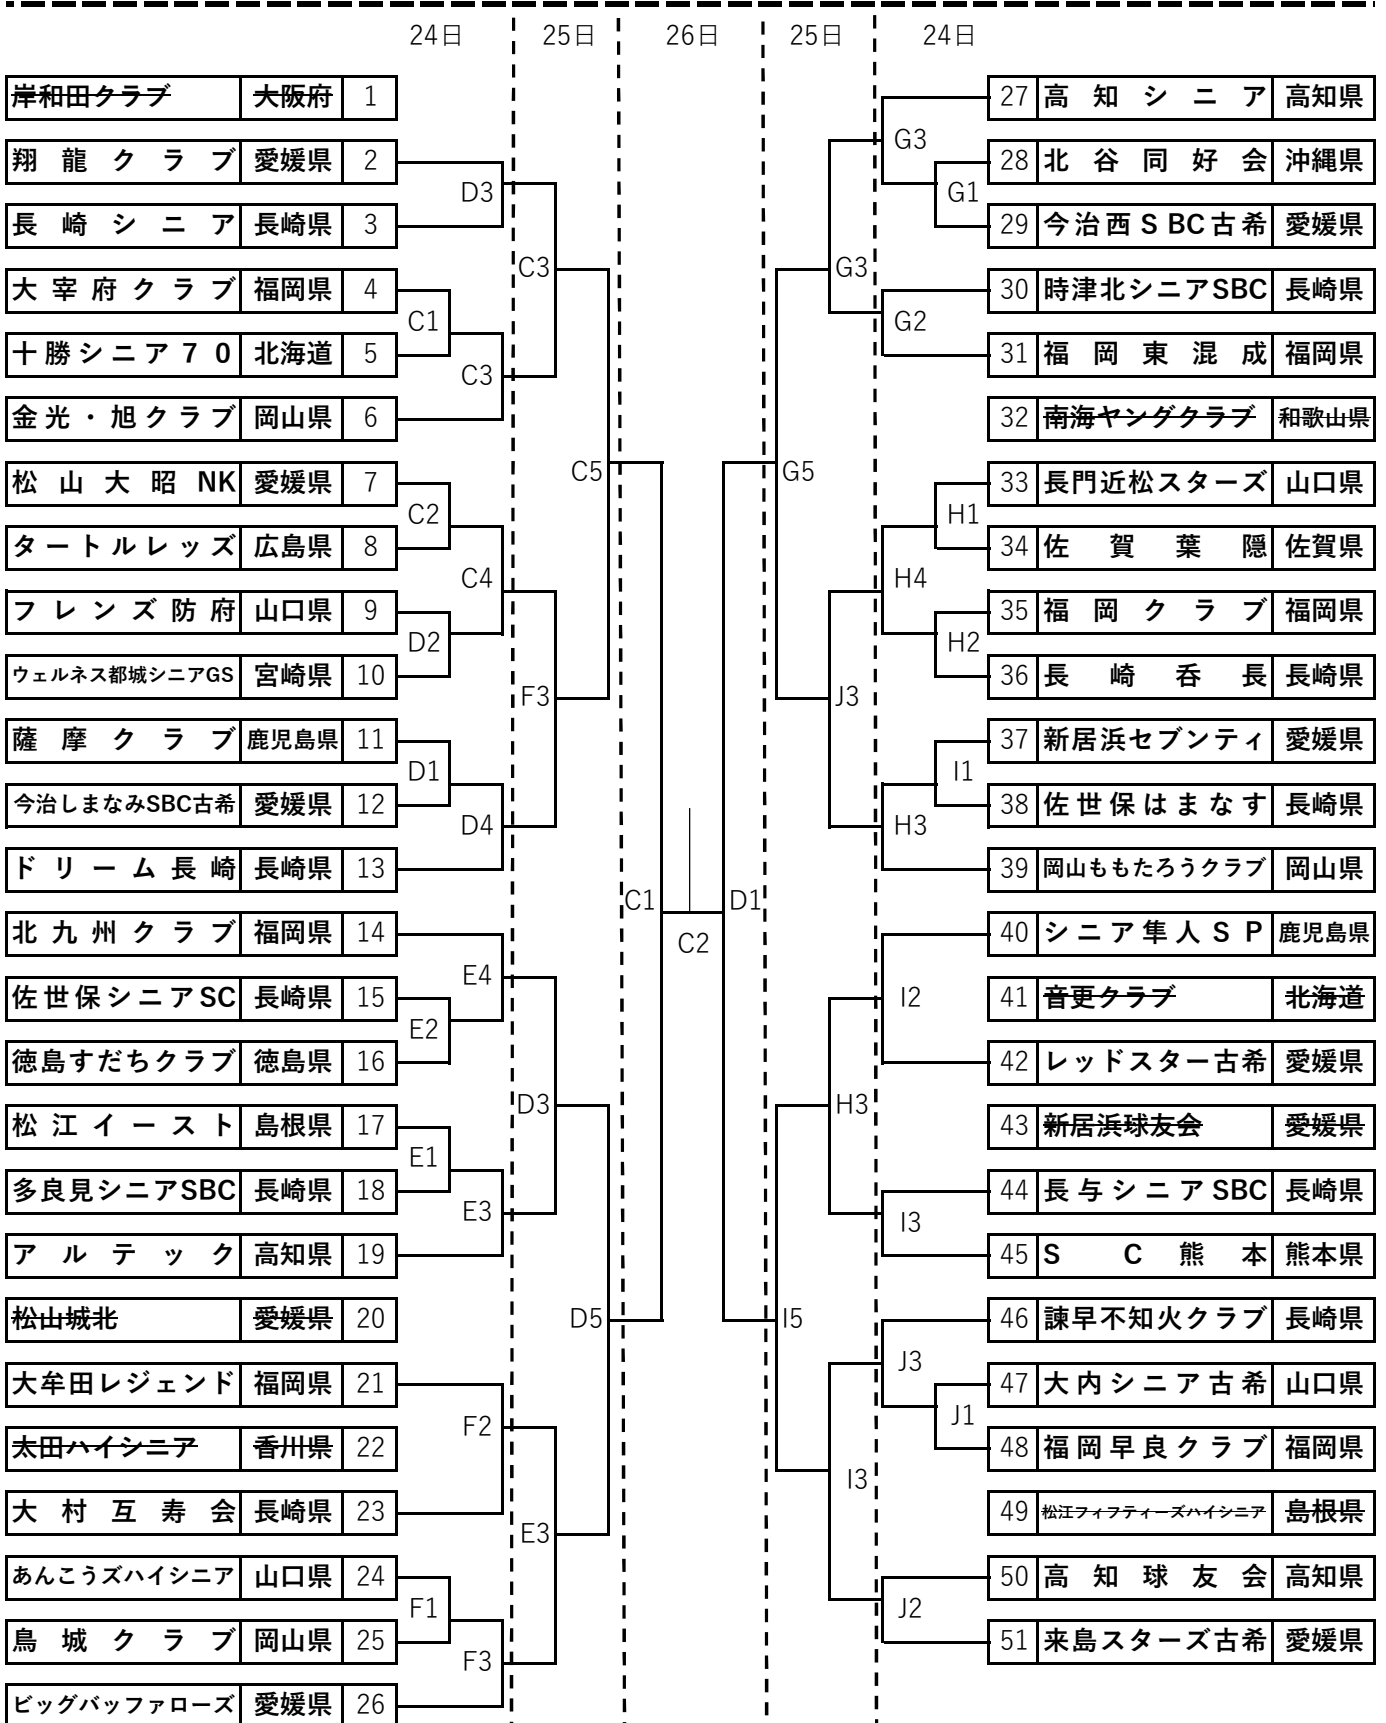 24日 25日 26日 25日 24日
岸和田クラブ 大阪府 1
27 高知シニア 高知県
G3
翔龍クラブ 愛媛県 2
28 北谷同好会 沖縄県
D3
G1
長崎シニア 長崎県 3
29 今治西SBC古希 愛媛県
C3
G3
大宰府クラブ 福岡県 4
30 時津北シニアSBC 長崎県
C1
G2
十勝シニア70 北海道 5
31 福岡東混成 福岡県
C3
金光・旭クラブ 岡山県 6
32 南海ヤングクラブ 和歌山県
C5
G5
松山大昭NK 愛媛県 7
33 長門近松スターズ 山口県
C2
H1
タートルレッズ 広島県 8
34 佐賀葉隠 佐賀県
C4
H4
フレンズ防府 山口県 9
35 福岡クラブ 福岡県
D2
H2
ウェルネス都城シニアGS 宮崎県 10
36 長崎呑長 長崎県
F3
J3
薩摩クラブ 鹿児島県 11
37 新居浜セブンティ 愛媛県
D1
I1
今治しまなみSBC古希 愛媛県 12
38 佐世保はまなす 長崎県
D4
H3
ドリーム長崎 長崎県 13
39 岡山ももたろうクラブ 岡山県
C1
D1
北九州クラブ 福岡県 14
40 シニア隼人SP 鹿児島県
C2
E4
佐世保シニアSC 長崎県 15
41 音更クラブ 北海道
I2
E2
徳島すだちクラブ 徳島県 16
42 レッドスター古希 愛媛県
D3
H3
松江イースト 島根県 17
43 新居浜球友会 愛媛県
E1
多良見シニアSBC 長崎県 18
44 長与シニアSBC 長崎県
E3
I3
アルテック 高知県 19
45 SC熊本 熊本県
松山城北 愛媛県 20
D5
I5
46 諫早不知火クラブ 長崎県
J3
大牟田レジェンド 福岡県 21
47 大内シニア古希 山口県
F2
J1
太田ハイシニア 香川県 22
48 福岡早良クラブ 福岡県
I3
大村互寿会 長崎県 23
49 松江フィフティーズハイシニア 島根県
E3
あんこうズハイシニア 山口県 24
50 高知球友会 高知県
F1
J2
鳥城クラブ 岡山県 25
51 来島スターズ古希 愛媛県
F3
ビッグバッファローズ 愛媛県 26